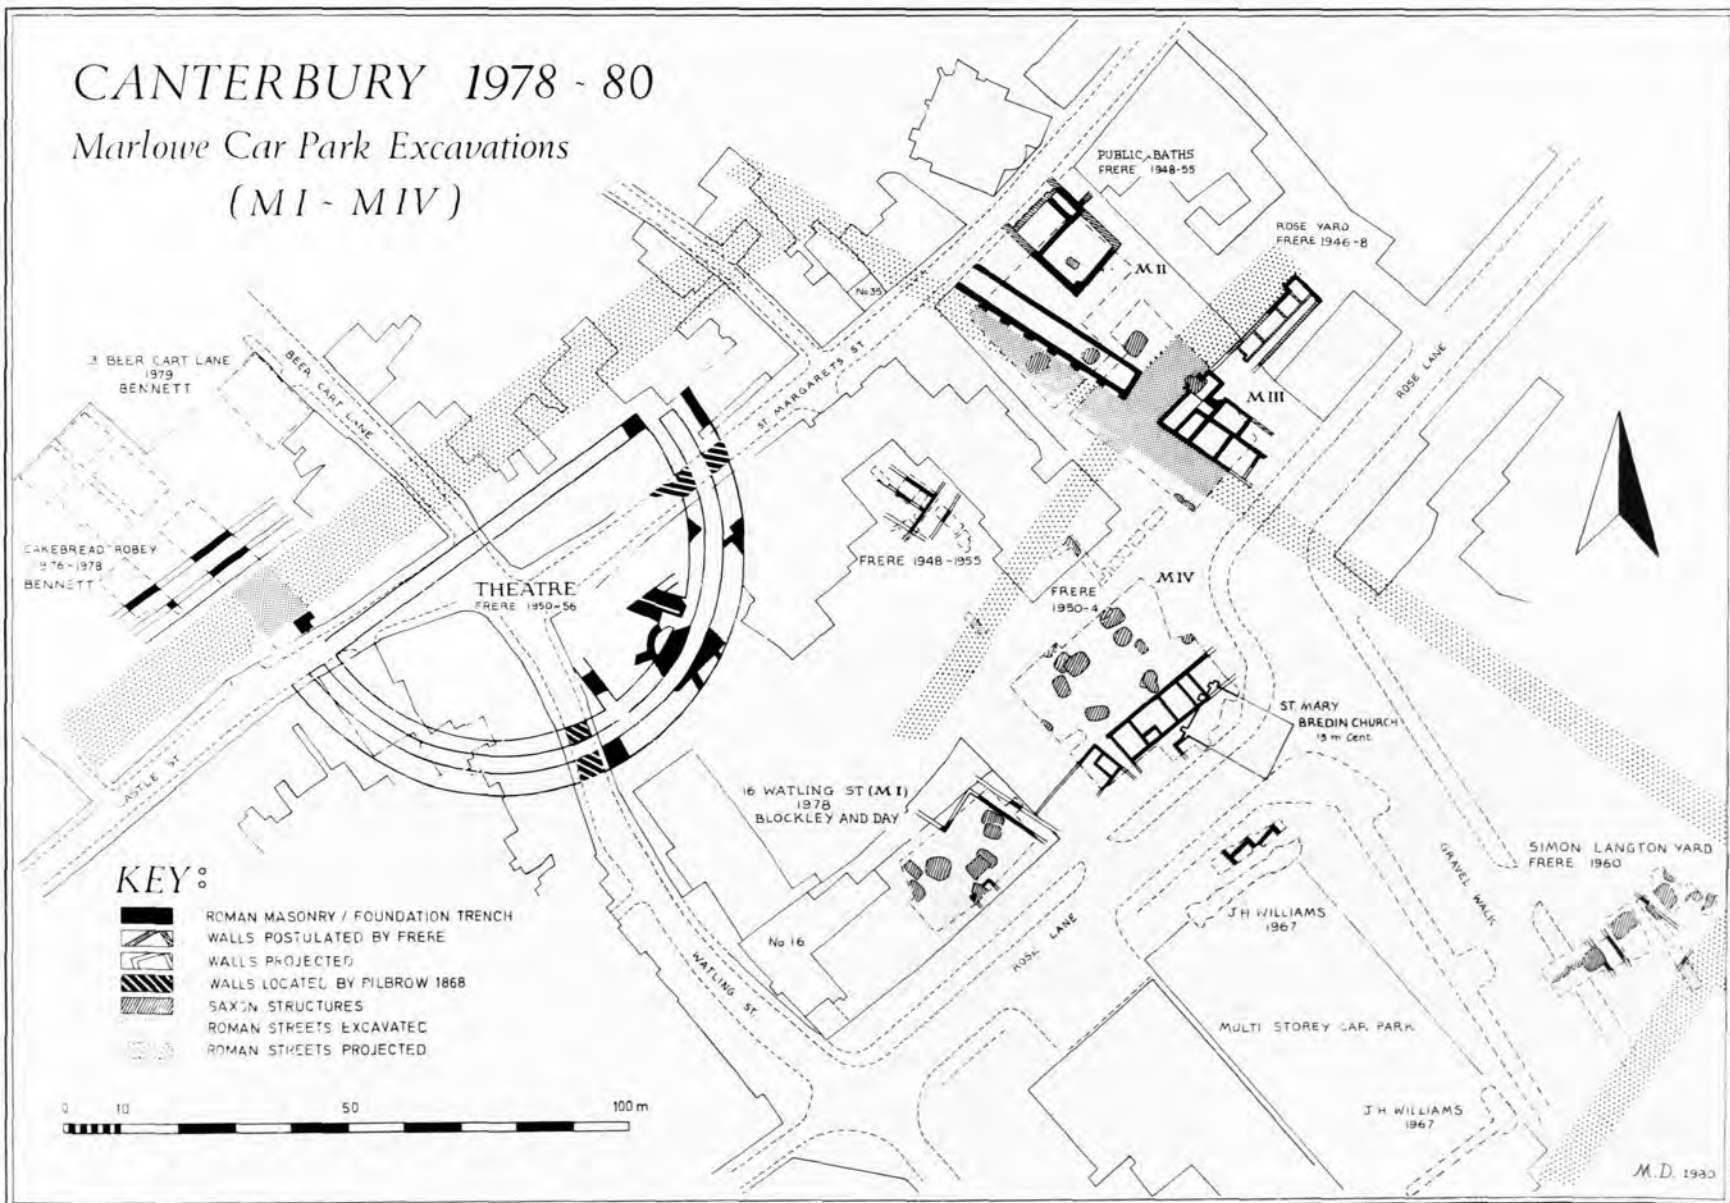 CANTERBURY 1978 - 80
Marlowe Car Park Excavations
(MI - MIV)
PUBLIC BATHS
FRERE 1948-55
ROSE YARD
FRERE 1946-8
M II
No 35
3 BEER CART LANE
1979
BENNETT
BEER CART LANE
ST. MARGARETS ST.
ROSE LANE
M III
CAKEBREAD ROBEY
1976-1978
BENNETT
THEATRE
FRERE 1950-56
FRERE 1948-1955
FRERE
1950-4
M IV
ST. MARY
BREDIN CHURCH
CASTLE ST
16 WATLING ST (M I)
1978
BLOCKLEY AND DAY
SIMON LANGTON YARD
FRERE 1960
GRAVEL WALK
J H WILLIAMS
1967
No 16
ROSE LANE
WATLING ST.
MULTI STOREY CAR PARK
J H WILLIAMS
1967
KEY:
ROMAN MASONRY / FOUNDATION TRENCH
WALLS POSTULATED BY FRERE
WALLS PROJECTED
WALLS LOCATED BY PILBROW 1868
SAXON STRUCTURES
ROMAN STREETS EXCAVATED
ROMAN STREETS PROJECTED
0 10 50 100 m
M.D. 1980